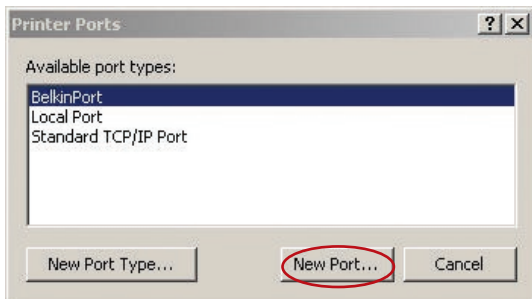 Printer Ports
Available port types:
BelkinPort
Local Port
Standard TCP/IP Port
New Port Type... New Port... Cancel